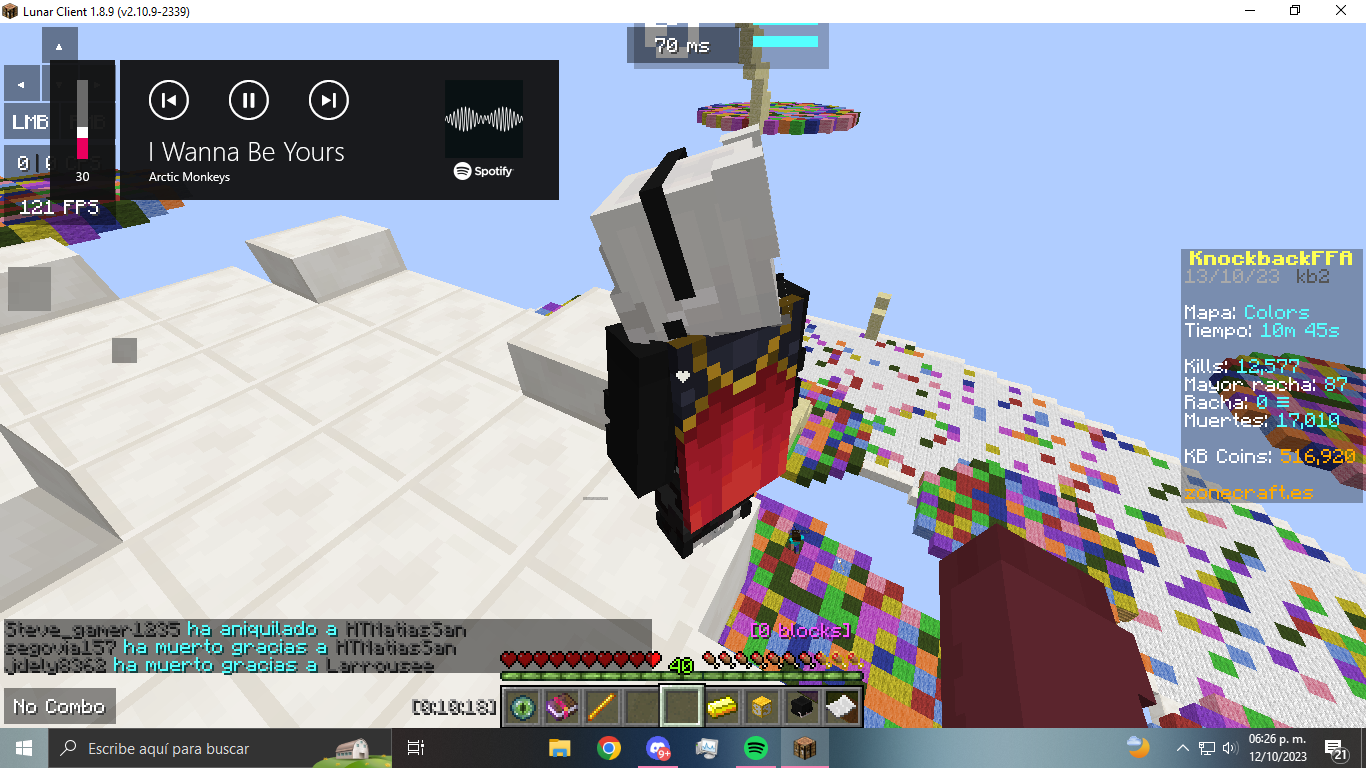 Lunar Client 1.8.9 (v2.10.9-2339)
70 ms
LMB
30
I Wanna Be Yours
Arctic Monkeys
Spotify
121 FPS
KnockbackFFA
13/10/23 kb2
Mapa: Colors
Tiempo: 10m 45s
Kills: 12,577
Mayor racha: 87
Racha: 0
Muertes: 17,010
KB Coins: 516,920
zonecraft.es
Steve_gamer1235 ha aniquilado a HTMatiasSan
segovia157 ha muerto gracias a HTMatiasSan
jdely8362 ha muerto gracias a Larrousee
[0 blocks]
40
No Combo
[0:10:18]
Escribe aquí para buscar
9+
06:26 p. m.
12/10/2023
21